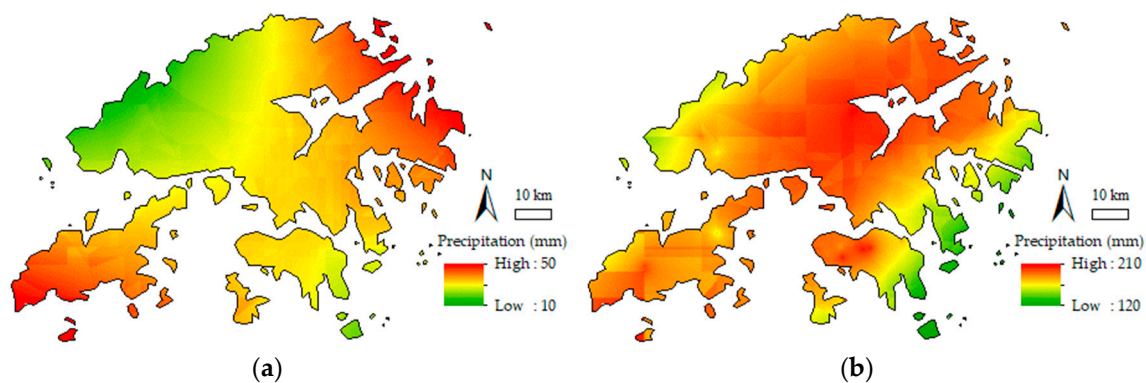 N
10 km
Precipitation (mm)
High : 50
Low : 10
(a)
N
10 km
Precipitation (mm)
High : 210
Low : 120
(b)